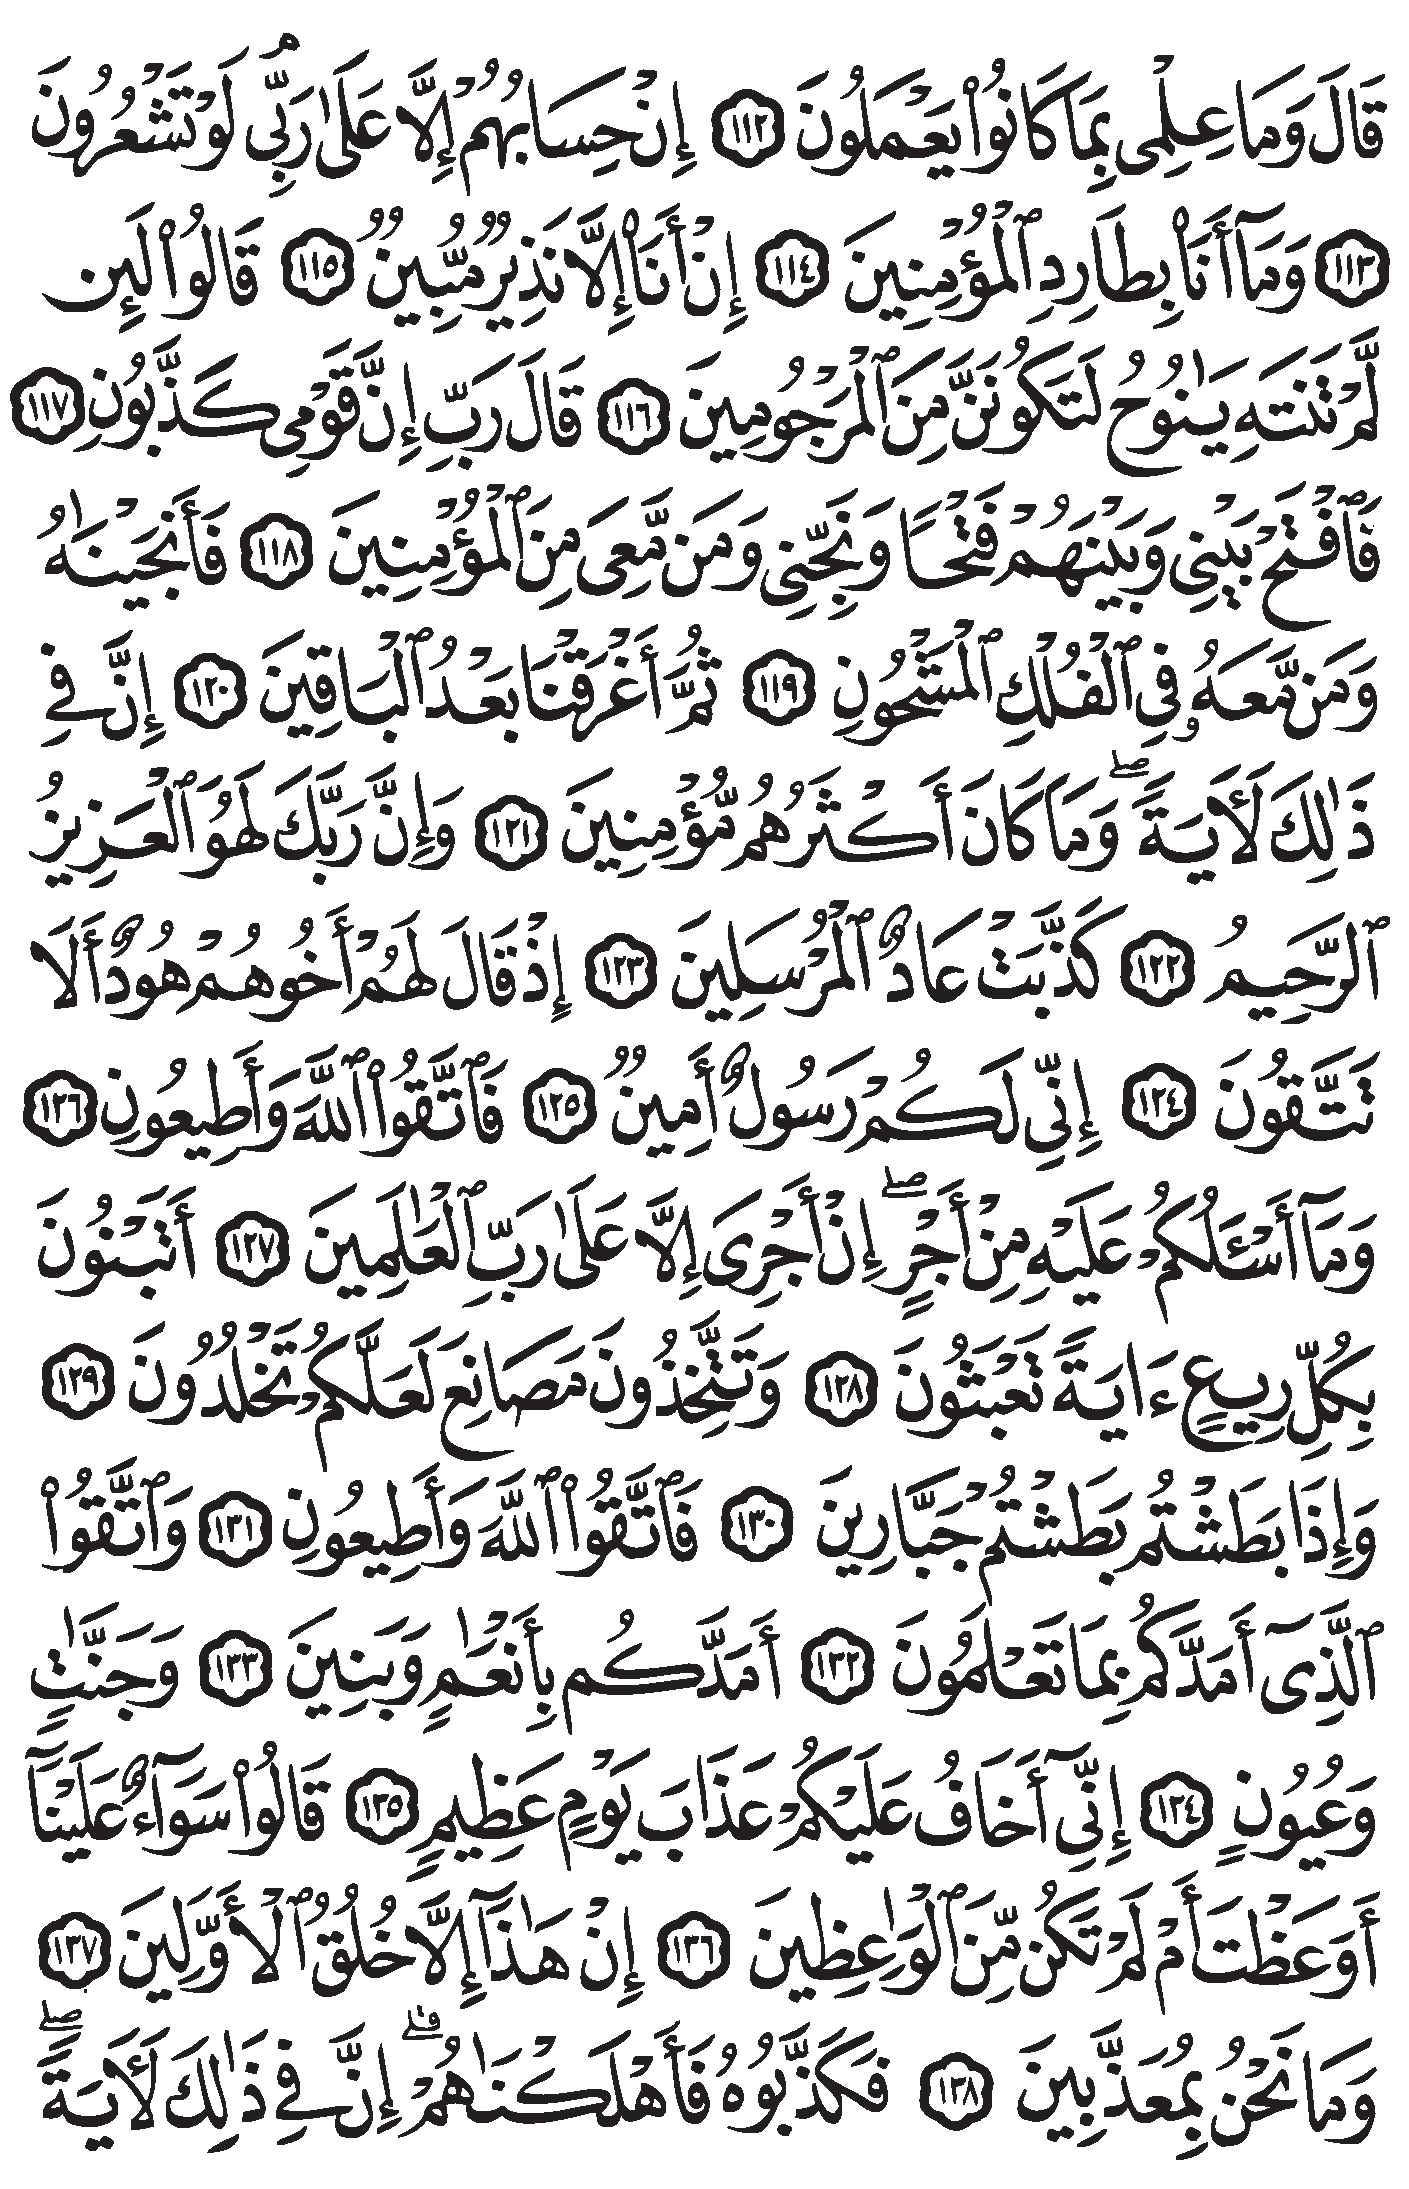 قَالَ وَمَا عِلْمِى بِمَا كَانُوا۟ يَعْمَلُونَ ١١٢ إِنْ حِسَابُهُمْ إِلَّا عَلَىٰ رَبِّى ۖ لَوْ تَشْعُرُونَ
١١٣ وَمَآ أَنَا۠ بِطَارِدِ ٱلْمُؤْمِنِينَ ١١٤ إِنْ أَنَا۠ إِلَّا نَذِيرٌ مُّبِينٌ ١١٥ قَالُوا۟ لَئِن
لَّمْ تَنتَهِ يَـٰنُوحُ لَتَكُونَنَّ مِنَ ٱلْمَرْجُومِينَ ١١٦ قَالَ رَبِّ إِنَّ قَوْمِى كَذَّبُونِ ١١٧
فَٱفْتَحْ بَيْنِى وَبَيْنَهُمْ فَتْحًا وَنَجِّنِى وَمَن مَّعِىَ مِنَ ٱلْمُؤْمِنِينَ ١١٨ فَأَنجَيْنَـٰهُ
وَمَن مَّعَهُۥ فِى ٱلْفُلْكِ ٱلْمَشْحُونِ ١١٩ ثُمَّ أَغْرَقْنَا بَعْدُ ٱلْبَاقِينَ ١٢٠ إِنَّ فِى
ذَٰلِكَ لَـَٔايَةً ۖ وَمَا كَانَ أَكْثَرُهُم مُّؤْمِنِينَ ١٢١ وَإِنَّ رَبَّكَ لَهُوَ ٱلْعَزِيزُ
ٱلرَّحِيمُ ١٢٢ كَذَّبَتْ عَادٌ ٱلْمُرْسَلِينَ ١٢٣ إِذْ قَالَ لَهُمْ أَخُوهُمْ هُودٌ أَلَا
تَتَّقُونَ ١٢٤ إِنِّى لَكُمْ رَسُولٌ أَمِينٌ ١٢٥ فَٱتَّقُوا۟ ٱللَّهَ وَأَطِيعُونِ ١٢٦
وَمَآ أَسْـَٔلُكُمْ عَلَيْهِ مِنْ أَجْرٍ ۖ إِنْ أَجْرِىَ إِلَّا عَلَىٰ رَبِّ ٱلْعَـٰلَمِينَ ١٢٧ أَتَبْنُونَ
بِكُلِّ رِيعٍ ءَايَةً تَعْبَثُونَ ١٢٨ وَتَتَّخِذُونَ مَصَانِعَ لَعَلَّكُمْ تَخْلُدُونَ ١٢٩
وَإِذَا بَطَشْتُم بَطَشْتُمْ جَبَّارِينَ ١٣٠ فَٱتَّقُوا۟ ٱللَّهَ وَأَطِيعُونِ ١٣١ وَٱتَّقُوا۟
ٱلَّذِىٓ أَمَدَّكُم بِمَا تَعْلَمُونَ ١٣٢ أَمَدَّكُم بِأَنْعَـٰمٍ وَبَنِينَ ١٣٣ وَجَنَّـٰتٍ
وَعُيُونٍ ١٣٤ إِنِّىٓ أَخَافُ عَلَيْكُمْ عَذَابَ يَوْمٍ عَظِيمٍ ١٣٥ قَالُوا۟ سَوَآءٌ عَلَيْنَآ
أَوَعَظْتَ أَمْ لَمْ تَكُن مِّنَ ٱلْوَٰعِظِينَ ١٣٦ إِنْ هَـٰذَآ إِلَّا خُلُقُ ٱلْأَوَّلِينَ ١٣٧
وَمَا نَحْنُ بِمُعَذَّبِينَ ١٣٨ فَكَذَّبُوهُ فَأَهْلَكْنَـٰهُمْ ۗ إِنَّ فِى ذَٰلِكَ لَـَٔايَةً ۖ